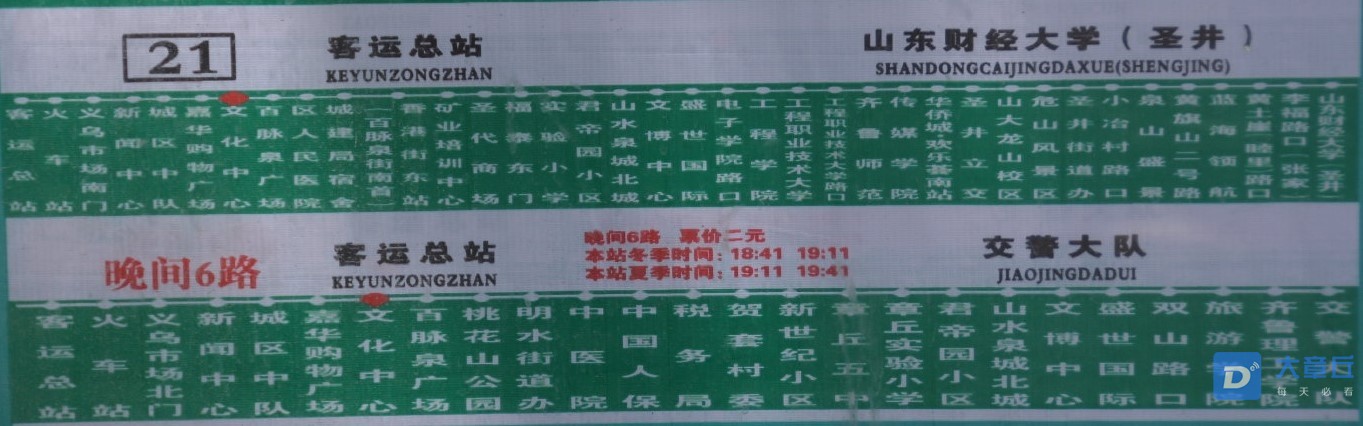 21
客运总站
KEYUNZONGZHAN
山东财经大学（圣井）
SHANDONGCAIJINGDAXUE(SHENGJING)
客运总站
火车站
义乌市场南门
新闻中心
城区中队
嘉华购物广场
文化中心
百脉泉广场
区人民医院
城建局宿舍
（百脉泉街南首）
香港街东站
矿业培训中心
圣代商场
福泰东门
实验小学
君帝园小区
山水泉城北城
文博中心
盛世国际
电子学院路口
工程学院
工程职业技术大学
工程职业技术大学路口
齐鲁师范
传媒学院
华侨城欢乐荟南站
圣井立交
山大龙山校区
危山风景区
圣井街道办
小冶村路口
泉山盛景
黄旗山二号路
蓝海领航
山东财经大学（圣井）
晚间6路
客运总站
KEYUNZONGZHAN
晚间6路 票价二元
本站冬季时间：18:41 19:11
本站夏季时间：19:11 19:41
交警大队
JIAOJINGDADUI
客运总站
火车站
义乌市场北门
新闻中心
城区中队
嘉华购物广场
文化中心
百脉泉广场
桃花山公园
明水街道办
中医院
中国人保
税务局
贺套村委
新世纪小区
章丘五中
章丘实验小学
君帝园小区
山水泉城北城
文博中心
盛世国际
双山路口
旅游
交警大队
大章丘
每天必看